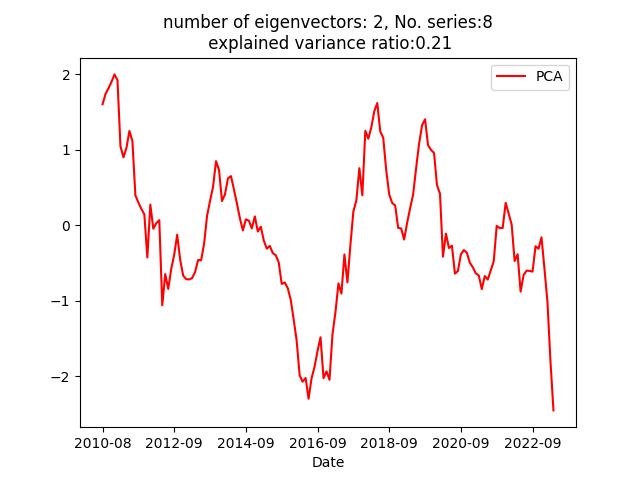 number of eigenvectors: 2, No. series:8
explained variance ratio:0.21
PCA
2
1
0
−1
−2
2010-08 2012-09 2014-09 2016-09 2018-09 2020-09 2022-09
Date